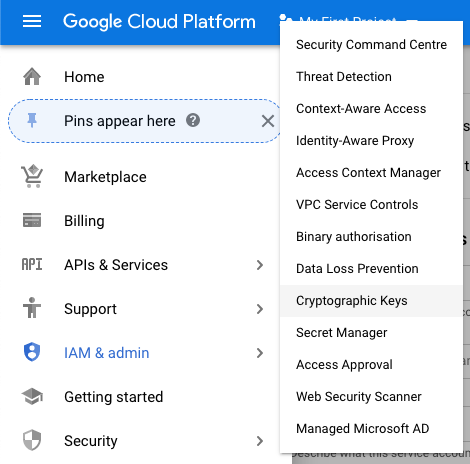 Google Cloud Platform
My First Project
Home
Pins appear here
Marketplace
Billing
API APIs & Services
Support
IAM & admin
Getting started
Security
Security Command Centre
Threat Detection
Context-Aware Access
Identity-Aware Proxy
Access Context Manager
VPC Service Controls
Binary authorisation
Data Loss Prevention
Cryptographic Keys
Secret Manager
Access Approval
Web Security Scanner
Managed Microsoft AD
describe what this service accoun